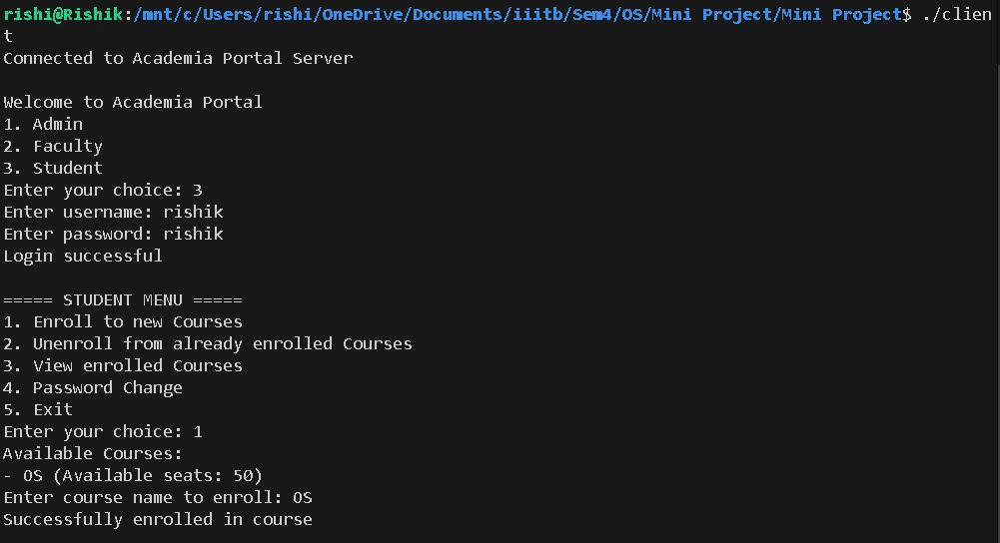 rishi@Rishik:/mnt/c/Users/rishi/OneDrive/Documents/iiitb/Sem4/OS/Mini Project/Mini Project$ ./clien
t
Connected to Academia Portal Server
Welcome to Academia Portal
1. Admin
2. Faculty
3. Student
Enter your choice: 3
Enter username: rishik
Enter password: rishik
Login successful
===== STUDENT MENU =====
1. Enroll to new Courses
2. Unenroll from already enrolled Courses
3. View enrolled Courses
4. Password Change
5. Exit
Enter your choice: 1
Available Courses:
- OS (Available seats: 50)
Enter course name to enroll: OS
Successfully enrolled in course